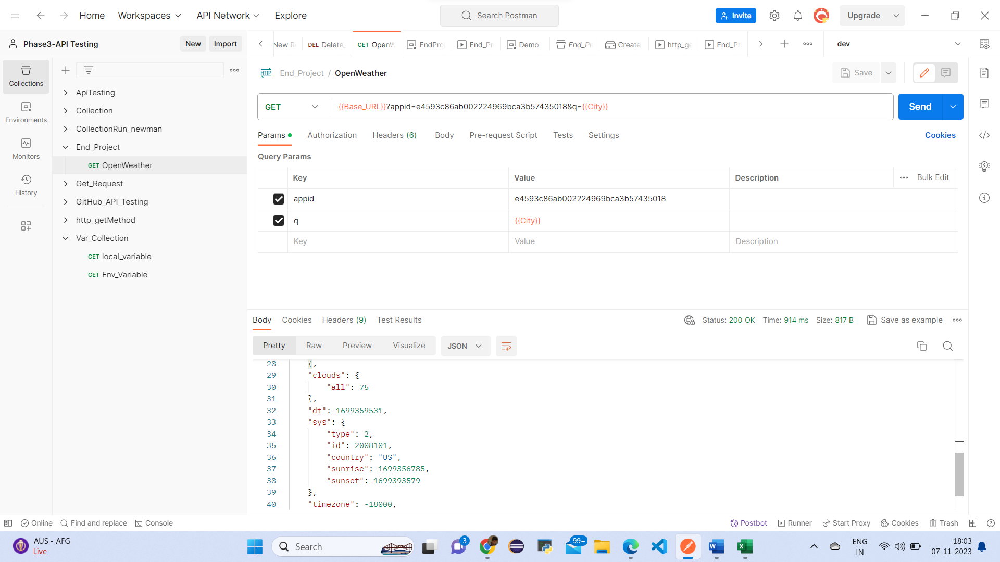 Home Workspaces API Network Explore Search Postman Invite Upgrade
Phase3-API Testing New Import
New R DEL Delete_ GET OpenW EndPro End_Pr Demo End_Pr Create http_ge End_Pr dev
Collections
Environments
Monitors
History
ApiTesting
Collection
CollectionRun_newman
End_Project
GET OpenWeather
Get_Request
GitHub_API_Testing
http_getMethod
Var_Collection
GET local_variable
GET Env_Variable
HTTP End_Project / OpenWeather Save
GET {{Base_URL}}?appid=e4593c86ab002224969bca3b57435018&q={{City}} Send
Params Authorization Headers (6) Body Pre-request Script Tests Settings Cookies
Query Params
Key Value Description Bulk Edit
appid e4593c86ab002224969bca3b57435018
q {{City}}
Key Value Description
Body Cookies Headers (9) Test Results Status: 200 OK Time: 914 ms Size: 817 B Save as example
Pretty Raw Preview Visualize JSON
28 },
29 "clouds": {
30 "all": 75
31 },
32 "dt": 1699359531,
33 "sys": {
34 "type": 2,
35 "id": 2008101,
36 "country": "US",
37 "sunrise": 1699356785,
38 "sunset": 1699393579
39 },
40 "timezone": -18000,
Online Find and replace Console Postbot Runner Start Proxy Cookies Trash
AUS - AFG
Live
Search
3
99+
ENG
IN
18:03
07-11-2023